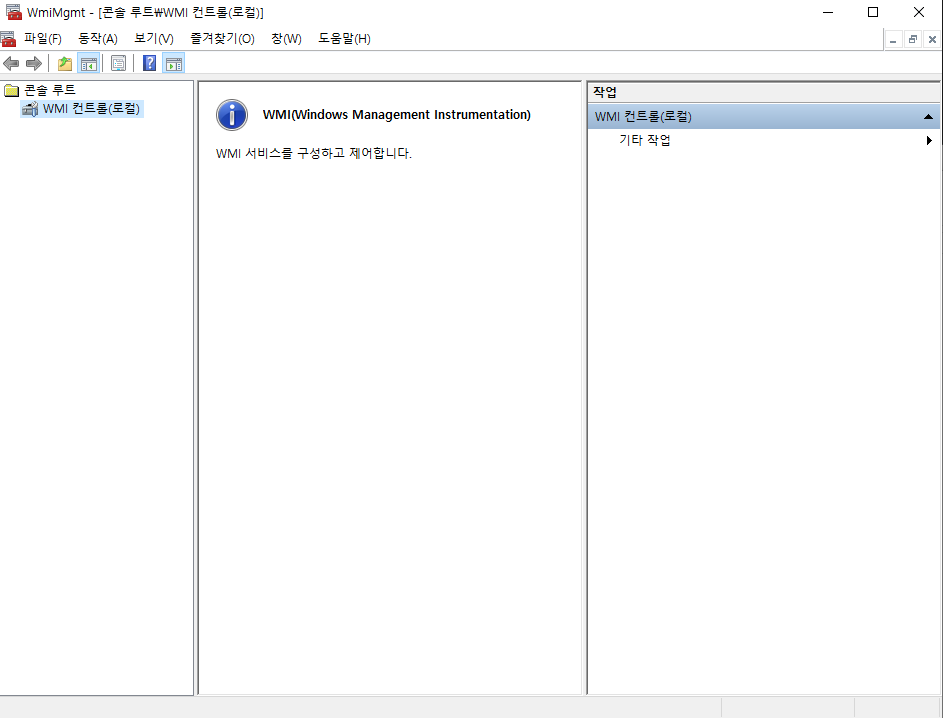 WmiMgmt - [콘솔 루트₩WMI 컨트롤(로컬)]
파일(F) 동작(A) 보기(V) 즐겨찾기(O) 창(W) 도움말(H)
콘솔 루트
WMI 컨트롤(로컬)
WMI(Windows Management Instrumentation)
WMI 서비스를 구성하고 제어합니다.
작업
WMI 컨트롤(로컬)
기타 작업